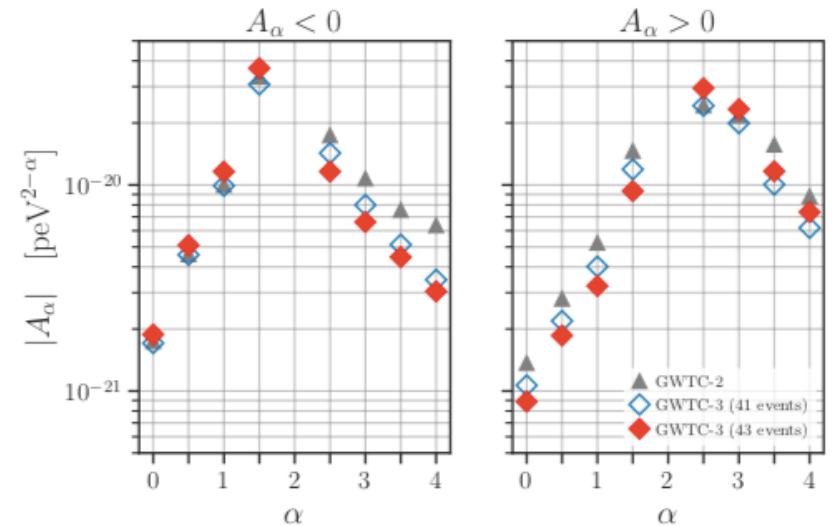 A_α < 0
A_α > 0
|A_α| [peV^{2−α}]
10^{−20}
10^{−21}
0 1 2 3 4
0 1 2 3 4
α
α
GWTC-2
GWTC-3 (41 events)
GWTC-3 (43 events)